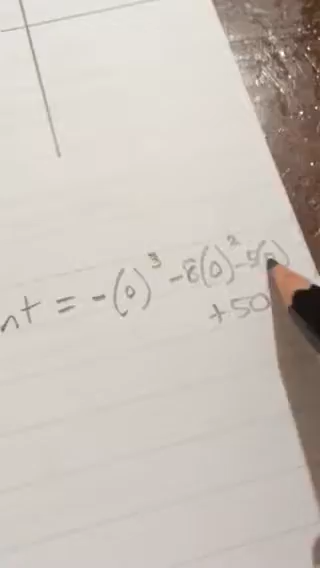 nt = -(0)³ -8(0)² -5(0)
+50